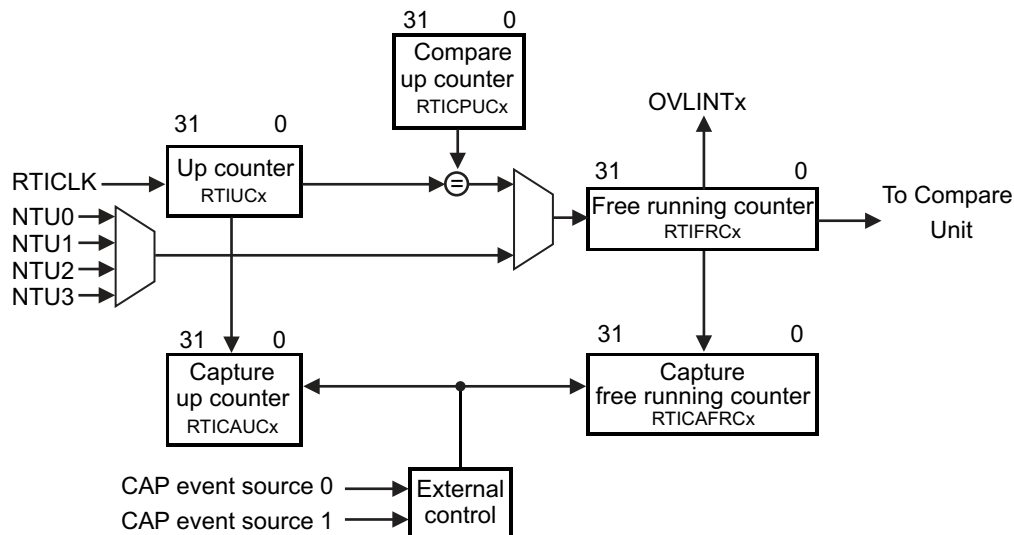 31 0
Compare
up counter
RTICPUCx
OVLINTx
31 0
Up counter
RTIUCx
RTICLK
=
31 0
Free running counter
RTIFRCx
To Compare
Unit
NTU0
NTU1
NTU2
NTU3
31 0
Capture
up counter
RTICAUCx
31 0
Capture
free running counter
RTICAFRCx
CAP event source 0
CAP event source 1
External
control